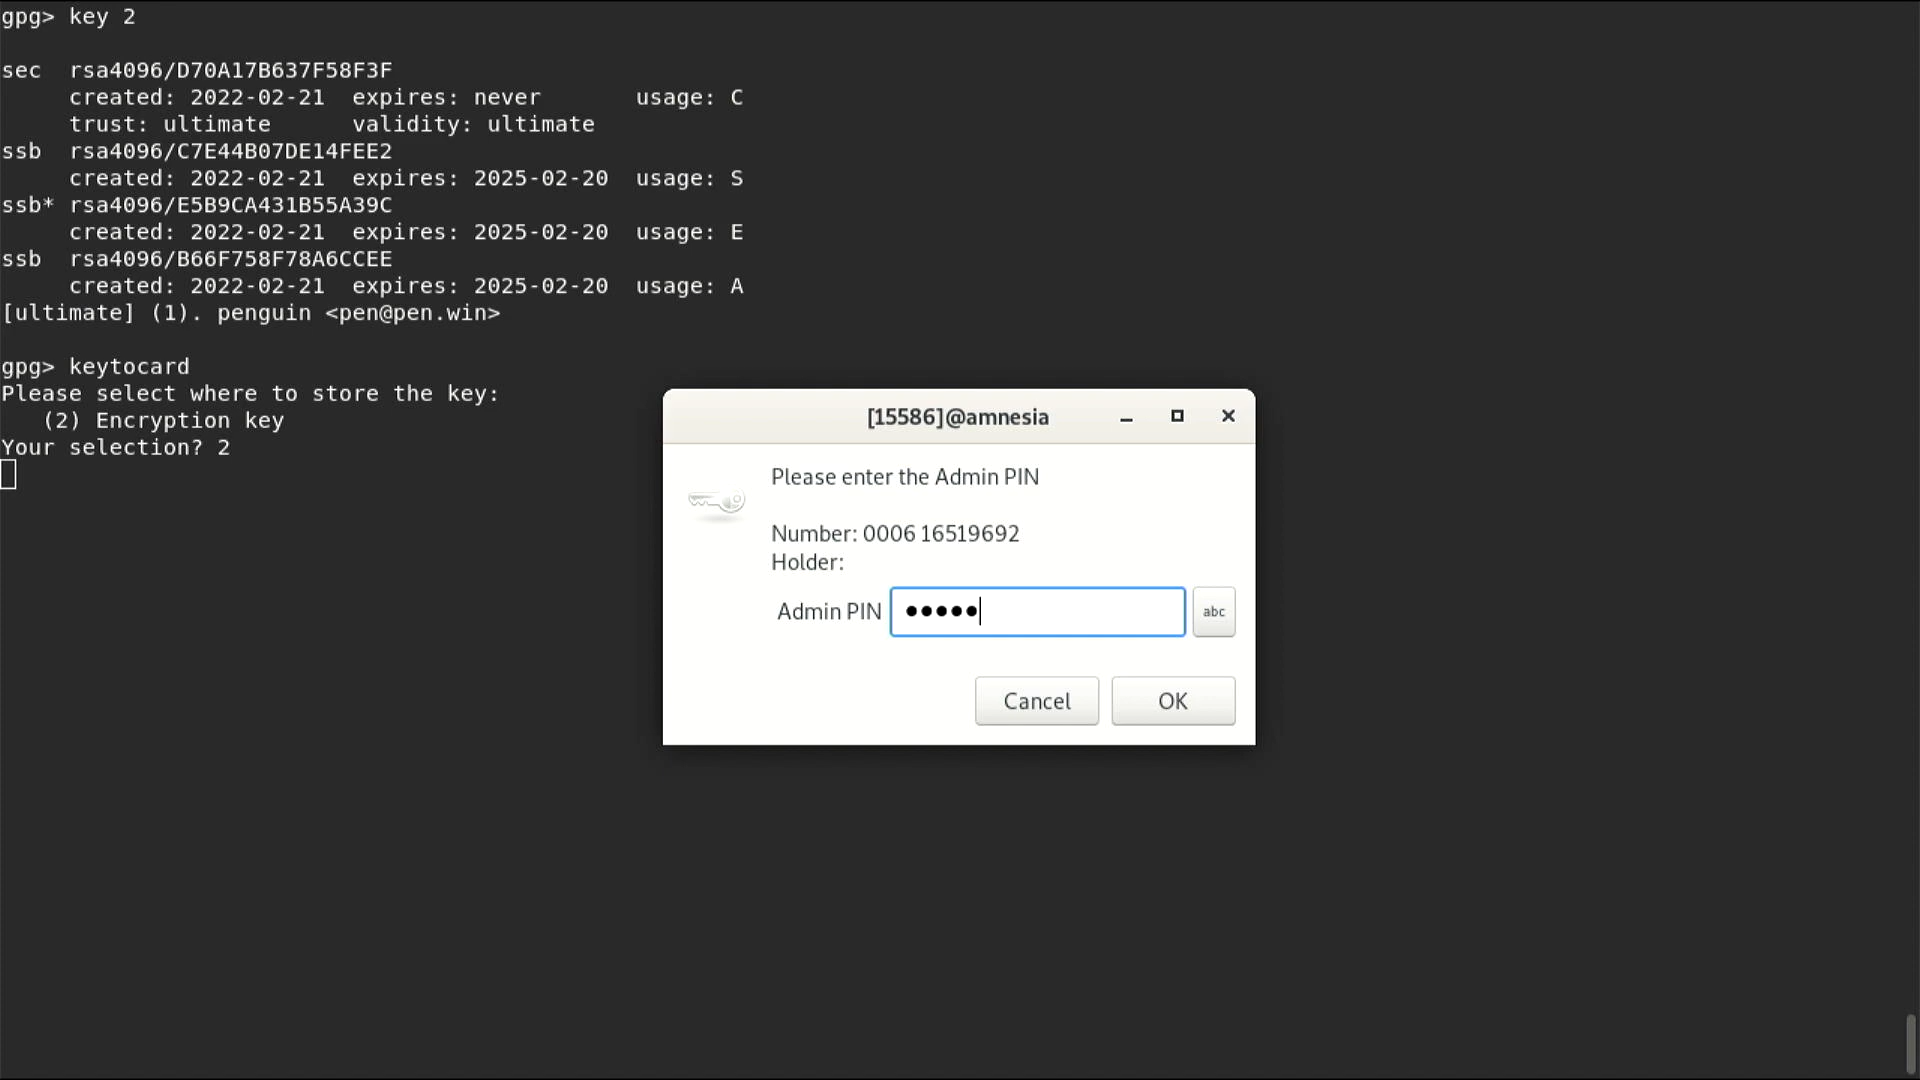 gpg> key 2
sec  rsa4096/D70A17B637F58F3F
     created: 2022-02-21  expires: never       usage: C
     trust: ultimate      validity: ultimate
ssb  rsa4096/C7E44B07DE14FEE2
     created: 2022-02-21  expires: 2025-02-20  usage: S
ssb* rsa4096/E5B9CA431B55A39C
     created: 2022-02-21  expires: 2025-02-20  usage: E
ssb  rsa4096/B66F758F78A6CCEE
     created: 2022-02-21  expires: 2025-02-20  usage: A
[ultimate] (1). penguin <pen@pen.win>
gpg> keytocard
Please select where to store the key:
   (2) Encryption key
Your selection? 2
[15586]@amnesia
Please enter the Admin PIN
Number: 0006 16519692
Holder:
Admin PIN ●●●●● abc
Cancel OK